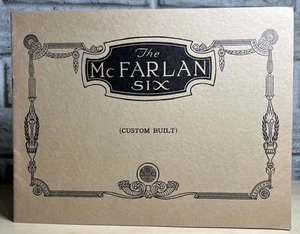 The
McFARLAN
SIX
(CUSTOM BUILT)